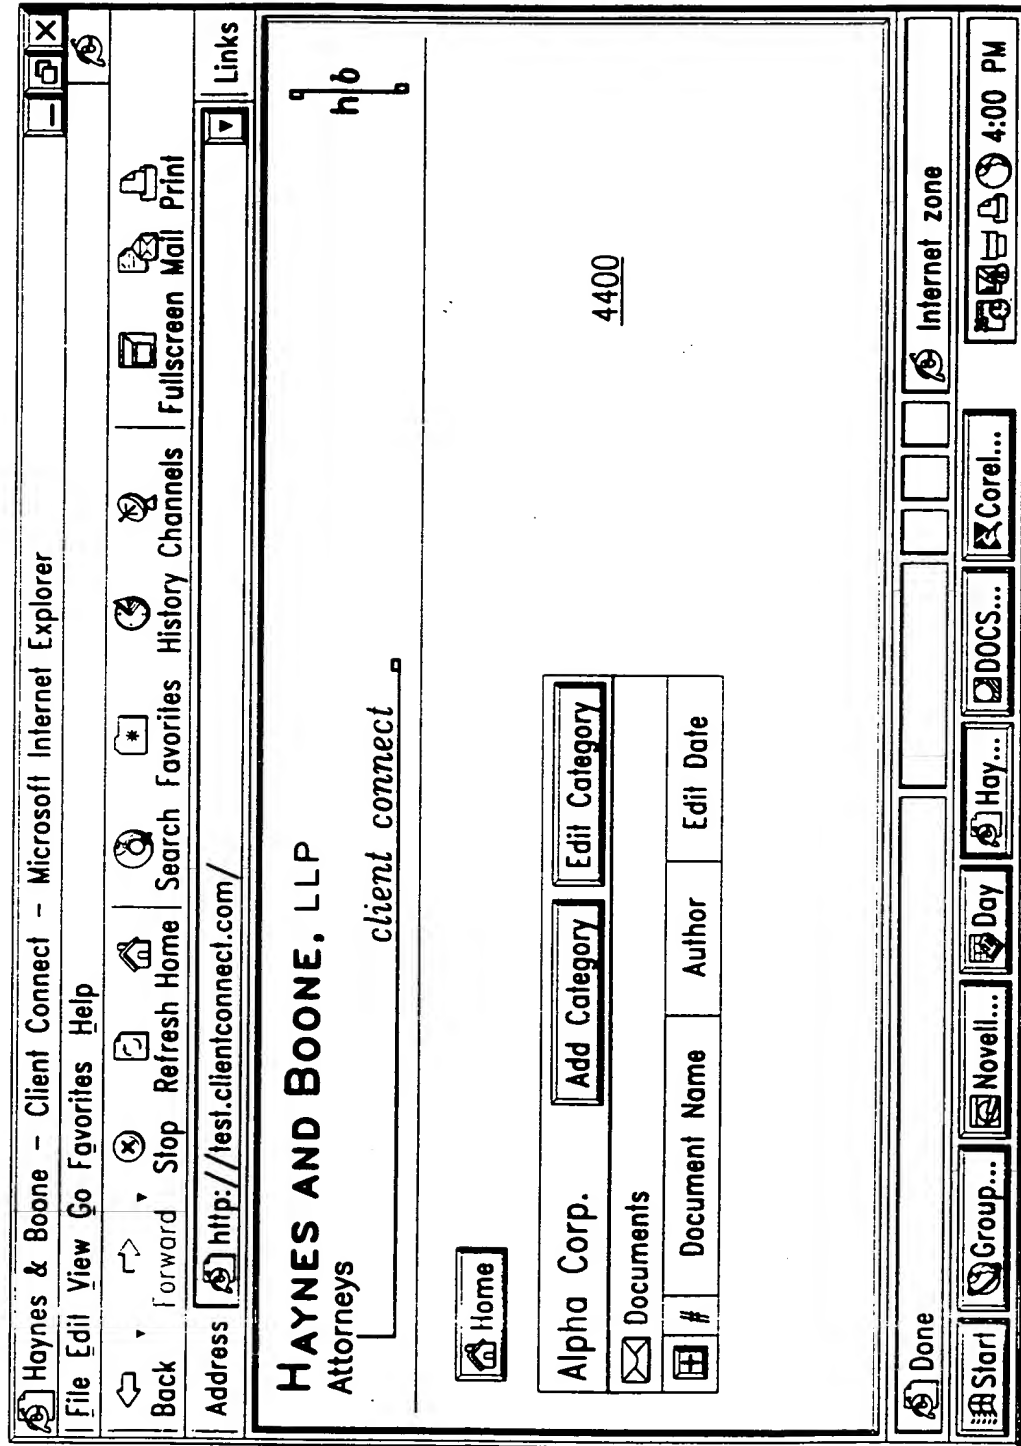 Haynes & Boone – Client Connect – Microsoft Internet Explorer
File Edit View Go Favorites Help
Back Forward Stop Refresh Home Search Favorites History Channels Fullscreen Mail Print
Address http://test.clientconnect.com/ Links
HAYNES AND BOONE, LLP
Attorneys
client connect
h b
Home
4400
Alpha Corp. Add Category Edit Category
Documents
# Document Name Author Edit Date
Done Internet zone
Start Group... Novell... Day Hay... DOCS... Corel... 4:00 PM